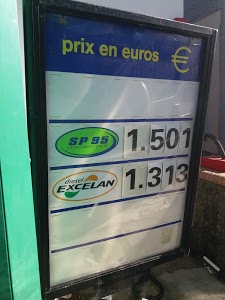 prix en euros €
SP 95 1.501
diesel
EXCELAN 1.313